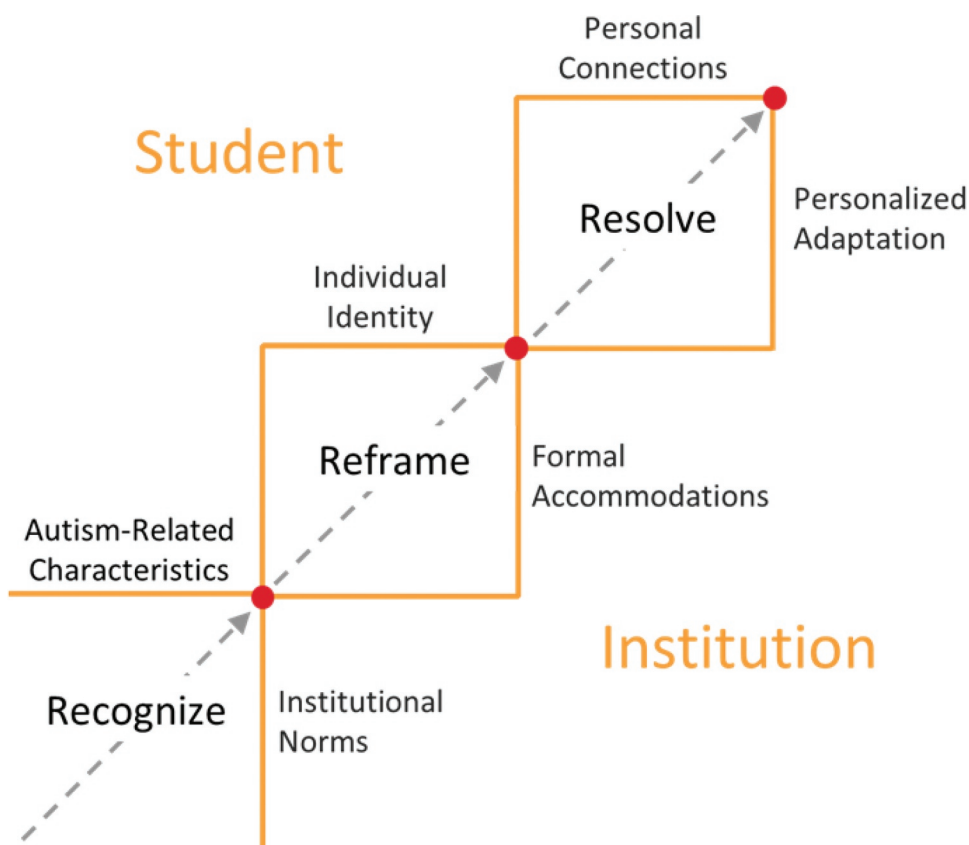 Personal
Connections
Student
Personalized
Adaptation
Resolve
Individual
Identity
Reframe
Formal
Accommodations
Autism-Related
Characteristics
Institution
Recognize
Institutional
Norms